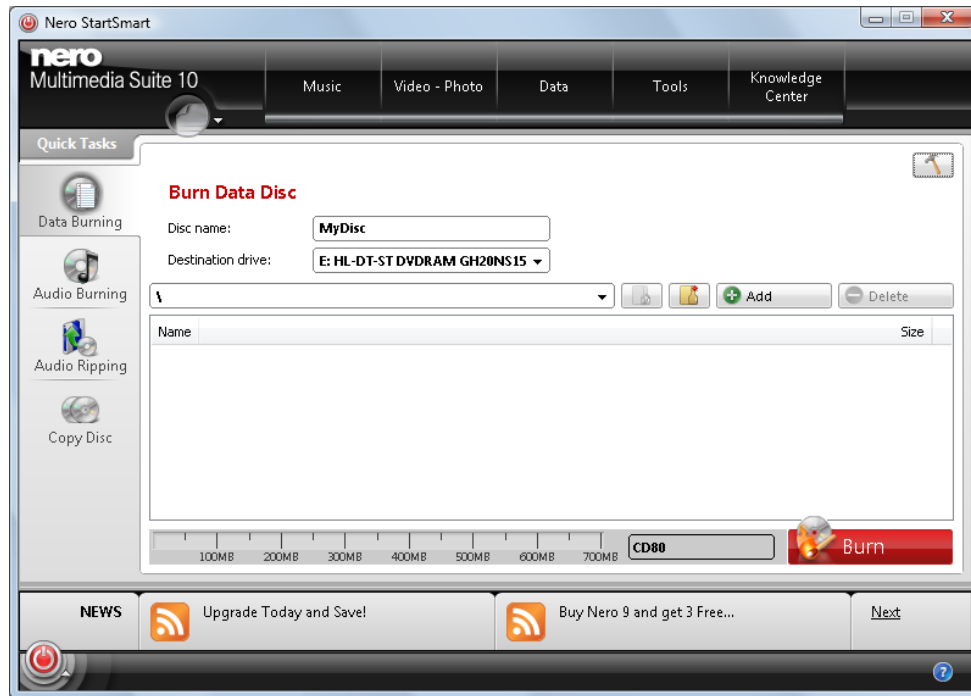 Nero StartSmart
nero
Multimedia Suite 10
Music
Video - Photo
Data
Tools
Knowledge
Center
Quick Tasks
Data Burning
Audio Burning
Audio Ripping
Copy Disc
Burn Data Disc
Disc name:
MyDisc
Destination drive:
E: HL-DT-ST DVDRAM GH20NS15
\
Add
Delete
Name
Size
100MB
200MB
300MB
400MB
500MB
600MB
700MB
CD80
Burn
NEWS
Upgrade Today and Save!
Buy Nero 9 and get 3 Free...
Next
?